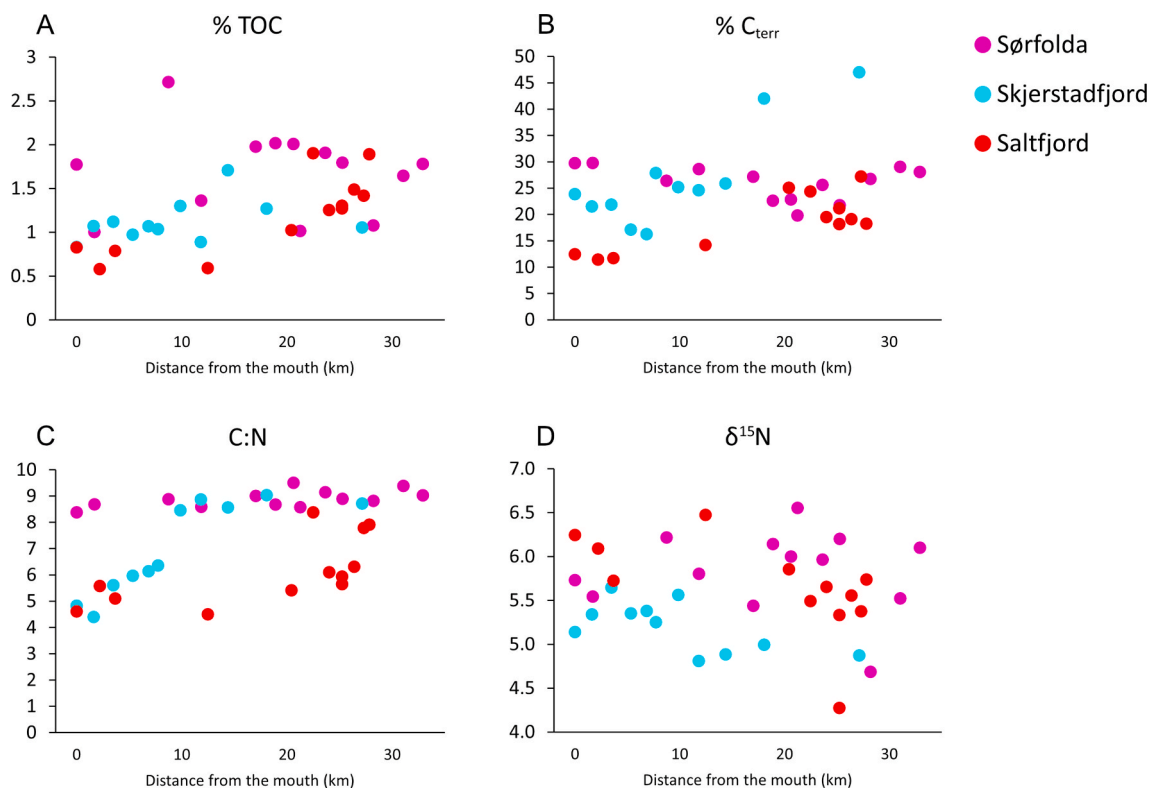 A % TOC
3
2.5
2
1.5
1
0.5
0
0 10 20 30
Distance from the mouth (km)
B % Cterr
50
45
40
35
30
25
20
15
10
5
0
0 10 20 30
Distance from the mouth (km)
Sørfolda
Skjerstadfjord
Saltfjord
C C:N
10
9
8
7
6
5
4
3
2
1
0
0 10 20 30
Distance from the mouth (km)
D δ¹⁵N
7.0
6.5
6.0
5.5
5.0
4.5
4.0
0 10 20 30
Distance from the mouth (km)